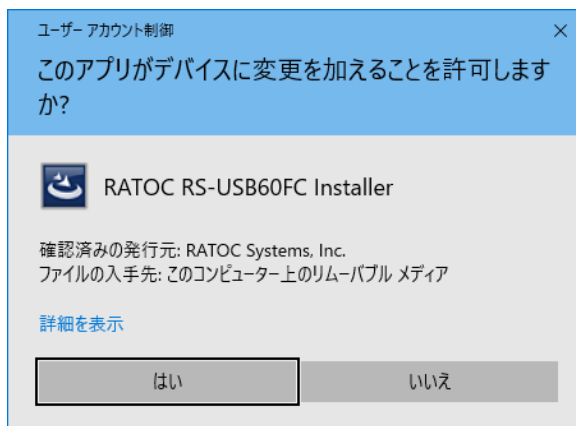 ユーザー アカウント制御
このアプリがデバイスに変更を加えることを許可します
か?
RATOC RS-USB60FC Installer
確認済みの発行元: RATOC Systems, Inc.
ファイルの入手先: このコンピューター上のリムーバブル メディア
詳細を表示
はい
いいえ